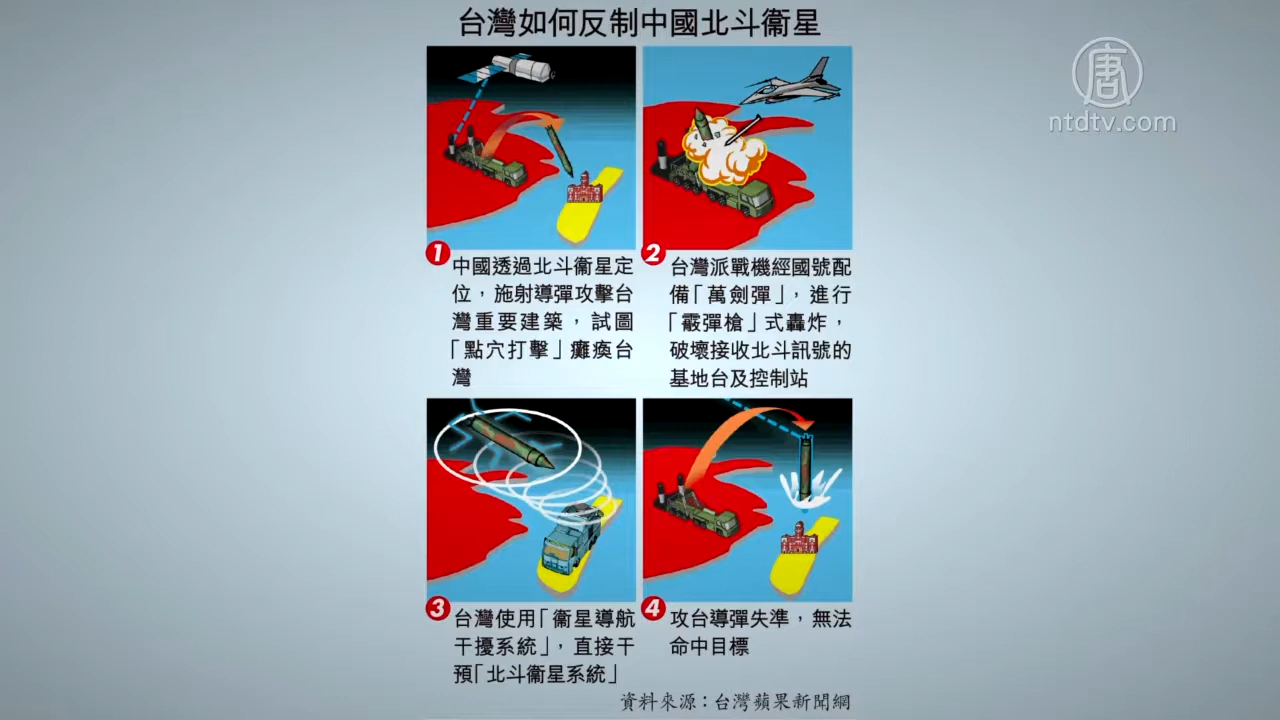 台灣如何反制中國北斗衞星
唐
ntdtv.com
1
中國透過北斗衞星定
位，施射導彈攻擊台
灣重要建築，試圖
「點穴打擊」癱瘓台
灣
2
台灣派戰機經國號配
備「萬劍彈」，進行
「霰彈槍」式轟炸，
破壞接收北斗訊號的
基地台及控制站
3
台灣使用「衞星導航
干擾系統」，直接干
預「北斗衞星系統」
4
攻台導彈失準，無法
命中目標
資料來源：台灣蘋果新聞網